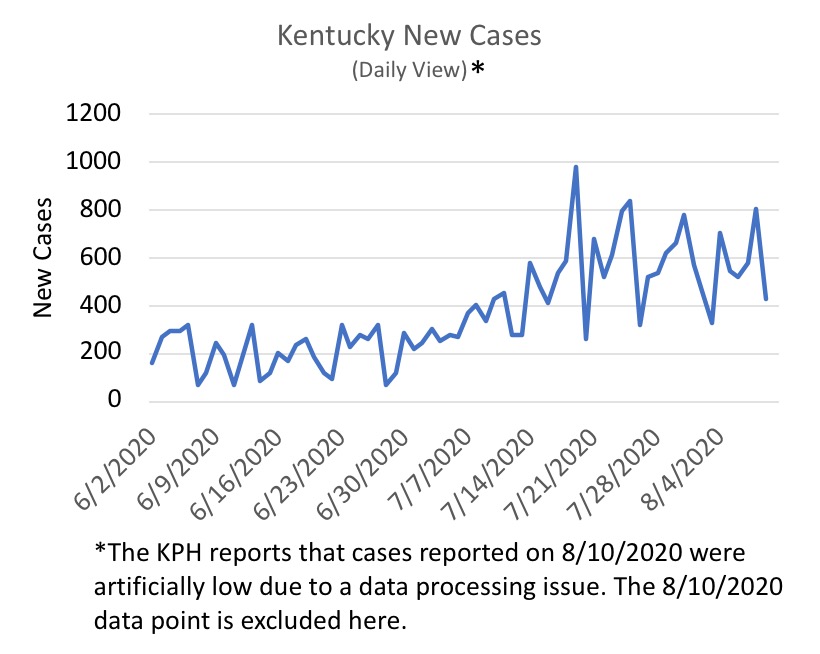 Kentucky New Cases
(Daily View)*
New Cases
1200
1000
800
600
400
200
0
6/2/2020
6/9/2020
6/16/2020
6/23/2020
6/30/2020
7/7/2020
7/14/2020
7/21/2020
7/28/2020
8/4/2020
*The KPH reports that cases reported on 8/10/2020 were
artificially low due to a data processing issue. The 8/10/2020
data point is excluded here.